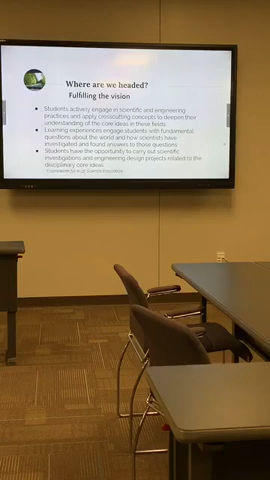 Where are we headed?
Fulfilling the vision
• Students actively engage in scientific and engineering
practices and apply crosscutting concepts to deepen their
understanding of the core ideas in these fields
• Learning experiences engage students with fundamental
questions about the world and how scientists have
investigated and found answers to those questions
• Students have the opportunity to carry out scientific
investigations and engineering design projects related to the
disciplinary core ideas